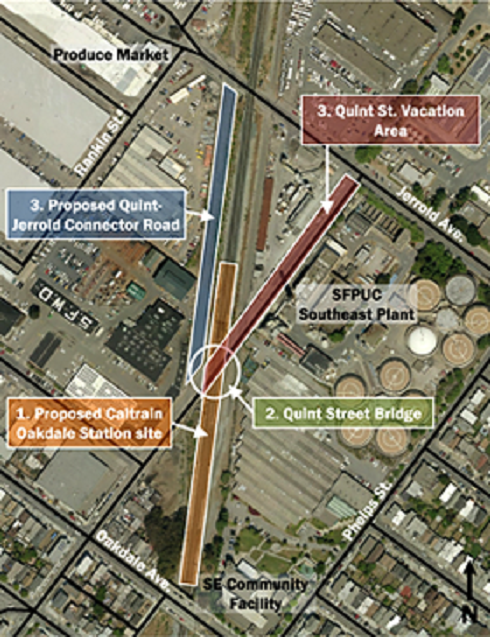 Produce Market
Rankin St.
3. Quint St. Vacation
Area
Jerrold Ave.
3. Proposed Quint-
Jerrold Connector Road
S F W D
SFPUC
Southeast Plant
1. Proposed Caltrain
Oakdale Station site
2. Quint Street Bridge
Phelps St.
Oakdale Ave.
SE Community
Facility
N